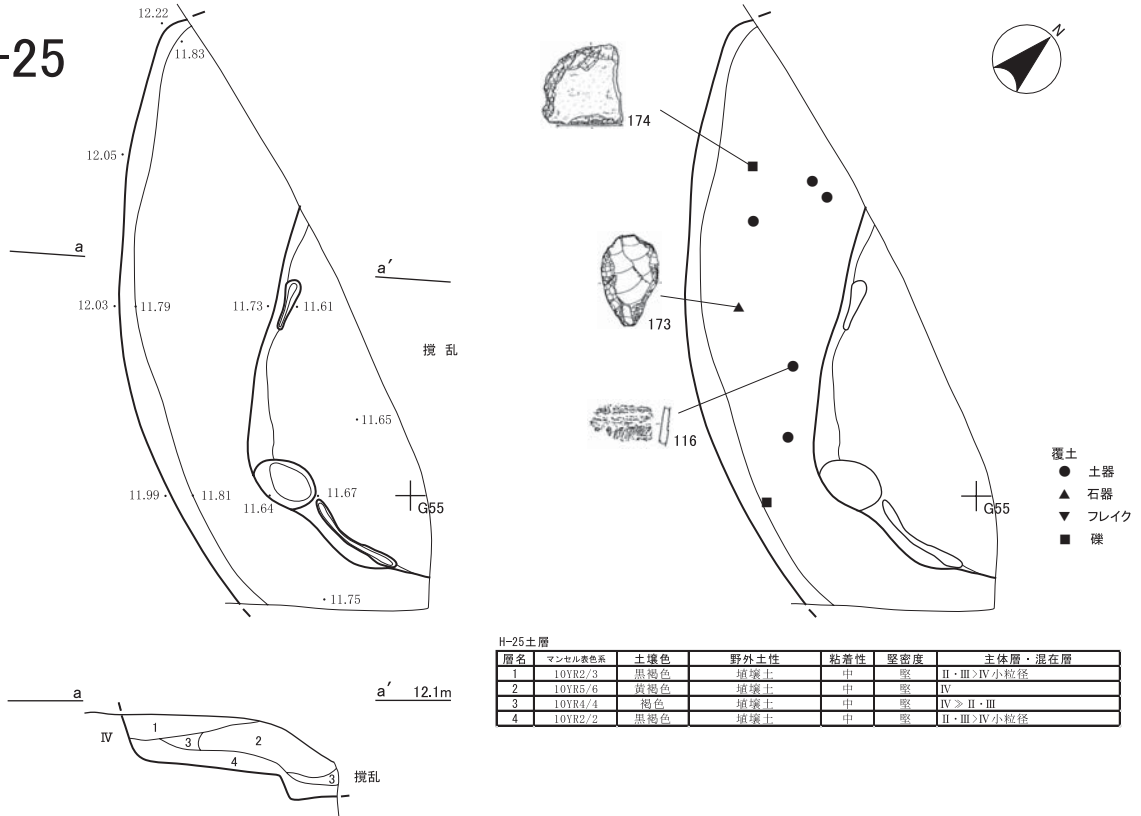 -25
12.22
11.83
12.05
a
a′
12.03
11.79
11.73
11.61
撹乱
11.65
11.99
11.81
11.64
11.67
G55
11.75
N
174
173
116
G55
覆土
● 土器
▲ 石器
▼ フレイク
■ 礫
a
a′ 12.1m
Ⅳ
1
2
3
4
3
撹乱
H-25土層
層名 マンセル表色系 土壌色 野外土性 粘着性 堅密度 主体層・混在層
1 10YR2/3 黒褐色 埴壌土 中 堅 Ⅱ・Ⅲ>Ⅳ小粒径
2 10YR5/6 黄褐色 埴壌土 中 堅 Ⅳ
3 10YR4/4 褐色 埴壌土 中 堅 Ⅳ≫Ⅱ・Ⅲ
4 10YR2/2 黒褐色 埴壌土 中 堅 Ⅱ・Ⅲ>Ⅳ小粒径